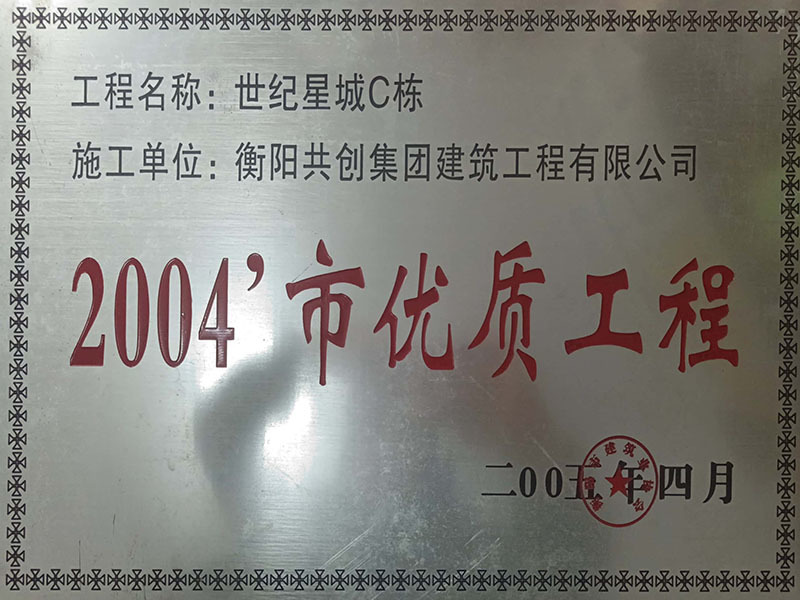 工程名称：世纪星城C栋
施工单位：衡阳共创集团建筑工程有限公司
2004'市优质工程
二00五年四月